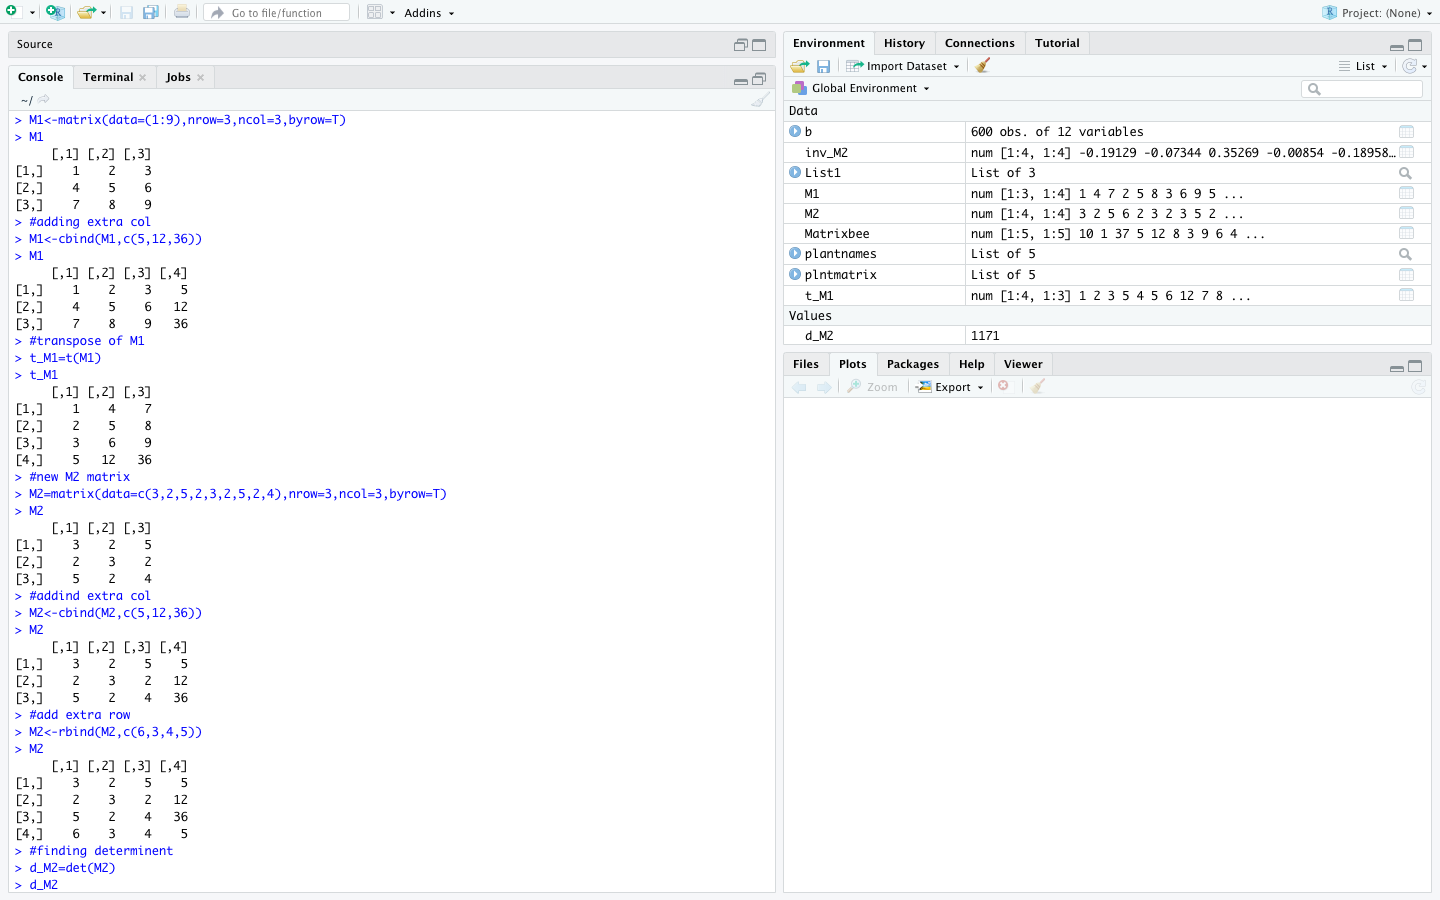 Go to file/function
Addins
Project: (None)
Source
Console
Terminal
Jobs
~/
> M1<-matrix(data=(1:9),nrow=3,ncol=3,byrow=T)
> M1
     [,1] [,2] [,3]
[1,]    1    2    3
[2,]    4    5    6
[3,]    7    8    9
> #adding extra col
> M1<-cbind(M1,c(5,12,36))
> M1
     [,1] [,2] [,3] [,4]
[1,]    1    2    3    5
[2,]    4    5    6   12
[3,]    7    8    9   36
> #transpose of M1
> t_M1=t(M1)
> t_M1
     [,1] [,2] [,3]
[1,]    1    4    7
[2,]    2    5    8
[3,]    3    6    9
[4,]    5   12   36
> #new M2 matrix
> M2=matrix(data=c(3,2,5,2,3,2,5,2,4),nrow=3,ncol=3,byrow=T)
> M2
     [,1] [,2] [,3]
[1,]    3    2    5
[2,]    2    3    2
[3,]    5    2    4
> #addind extra col
> M2<-cbind(M2,c(5,12,36))
> M2
     [,1] [,2] [,3] [,4]
[1,]    3    2    5    5
[2,]    2    3    2   12
[3,]    5    2    4   36
> #add extra row
> M2<-rbind(M2,c(6,3,4,5))
> M2
     [,1] [,2] [,3] [,4]
[1,]    3    2    5    5
[2,]    2    3    2   12
[3,]    5    2    4   36
[4,]    6    3    4    5
> #finding determinent
> d_M2=det(M2)
> d_M2
Environment
History
Connections
Tutorial
Import Dataset
List
Global Environment
Data
b 600 obs. of 12 variables
inv_M2 num [1:4, 1:4] -0.19129 -0.07344 0.35269 -0.00854 -0.18958…
List1 List of 3
M1 num [1:3, 1:4] 1 4 7 2 5 8 3 6 9 5 ...
M2 num [1:4, 1:4] 3 2 5 6 2 3 2 3 5 2 ...
Matrixbee num [1:5, 1:5] 10 1 37 5 12 8 3 9 6 4 ...
plantnames List of 5
plntmatrix List of 5
t_M1 num [1:4, 1:3] 1 2 3 5 4 5 6 12 7 8 ...
Values
d_M2 1171
Files
Plots
Packages
Help
Viewer
Zoom
Export